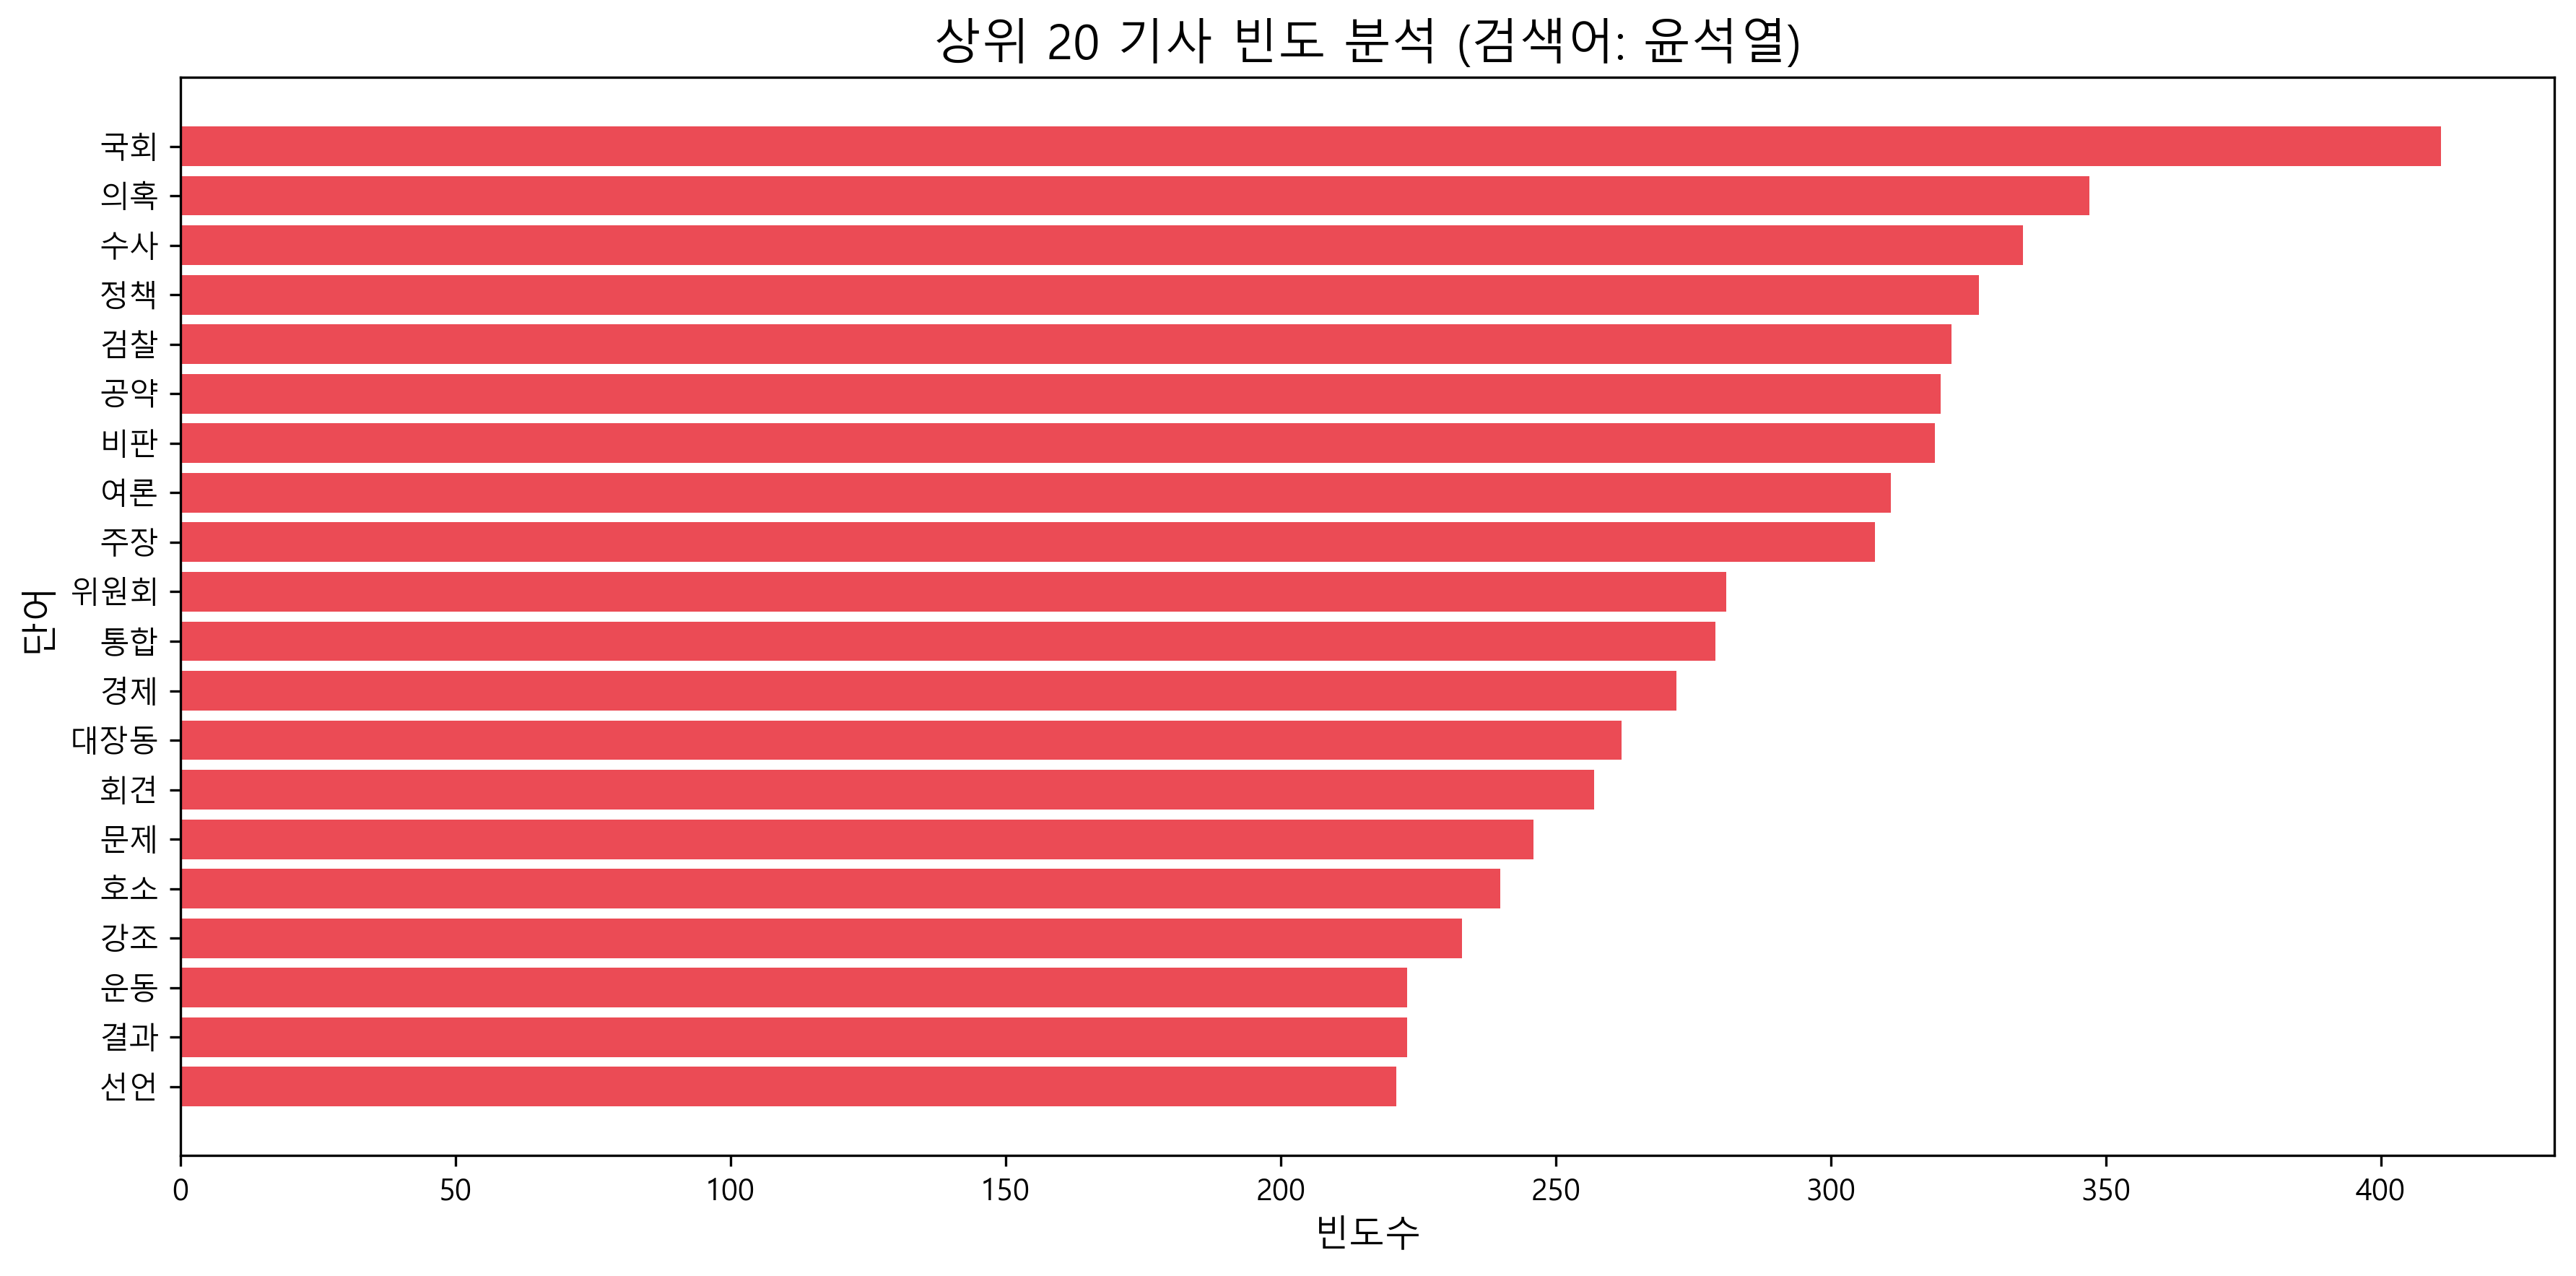 상위 20 기사 빈도 분석 (검색어: 윤석열)
단어
국회
의혹
수사
정책
검찰
공약
비판
여론
주장
위원회
통합
경제
대장동
회견
문제
호소
강조
운동
결과
선언
0 50 100 150 200 250 300 350 400
빈도수